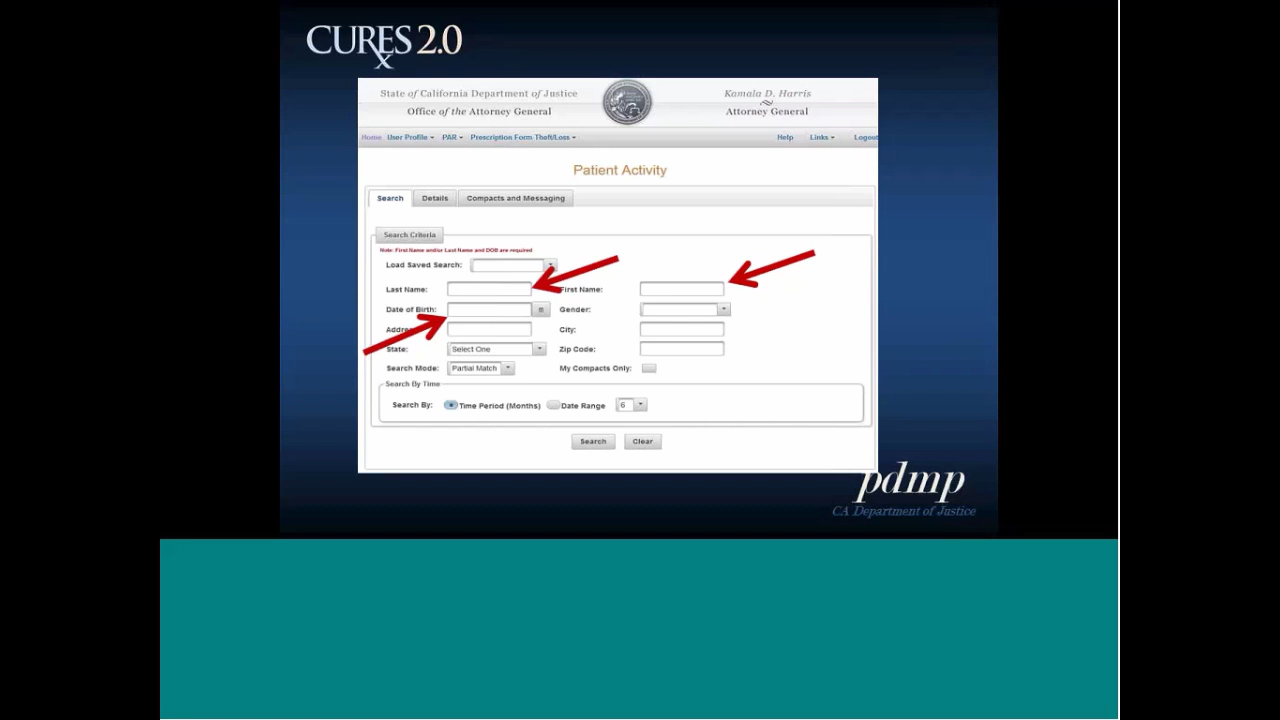 CURES 2.0
State of California Department of Justice
Office of the Attorney General
Kamala D. Harris
Attorney General
Home User Profile PAR Prescription Form Theft/Loss Help Links Logout
Patient Activity
Search Details Compacts and Messaging
Search Criteria
Note: First Name and/or Last Name and DOB are required
Load Saved Search:
Last Name: First Name:
Date of Birth: Gender:
Address: City:
State: Select One Zip Code:
Search Mode: Partial Match My Compacts Only:
Search By Time
Search By: Time Period (Months) Date Range 6
Search Clear
pdmp
CA Department of Justice